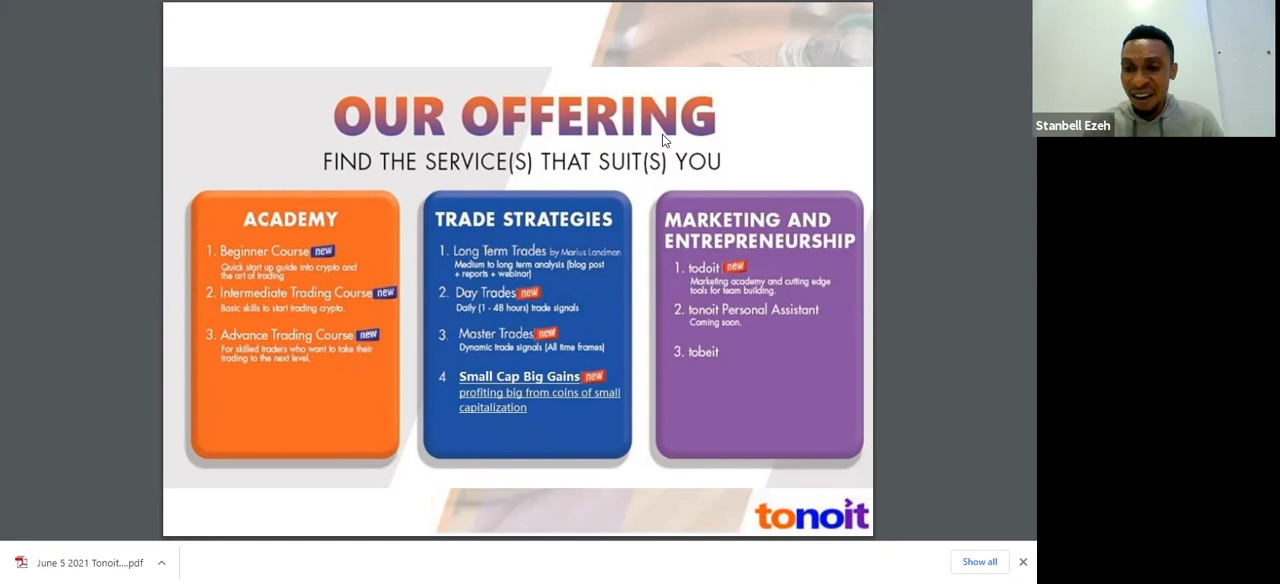 OUR OFFERING
FIND THE SERVICE(S) THAT SUIT(S) YOU
ACADEMY
1. Beginner Course new
Quick start up guide into crypto and
the art of trading
2. Intermediate Trading Course new
Basic skills to start trading crypto.
3. Advance Trading Course new
For skilled traders who want to take their
trading to the next level.
TRADE STRATEGIES
1. Long Term Trades by Marius Landman
Medium to long term analysis (blog post
+ reports + webinar)
2. Day Trades new
Daily (1 - 48 hours) trade signals
3. Master Trades new
Dynamic trade signals (All time frames)
4 Small Cap Big Gains new
profiting big from coins of small
capitalization
MARKETING AND
ENTREPRENEURSHIP
1. todoit new
Marketing academy and cutting edge
tools for team building.
2. tonoit Personal Assistant
Coming soon.
3. tobeit
tonoit
Stanbell Ezeh
June 5 2021 Tonoit....pdf
Show all